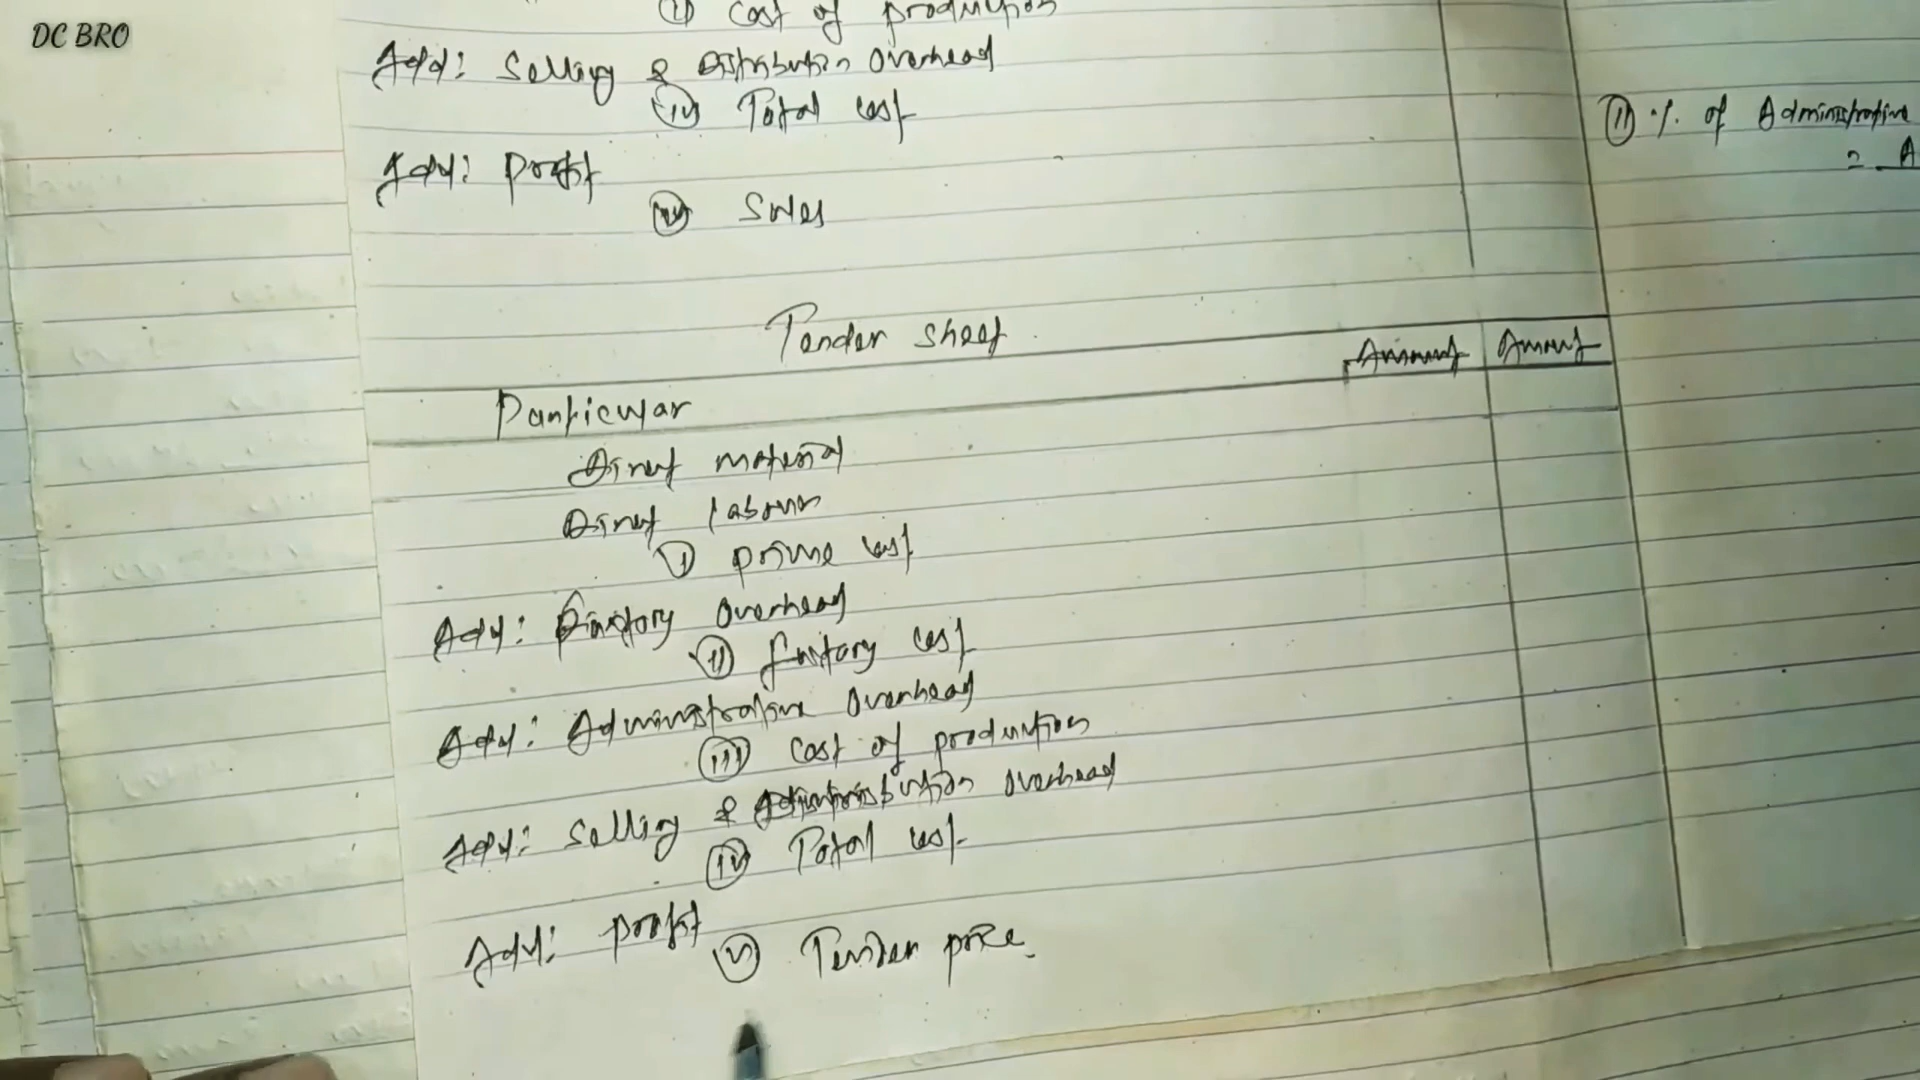 DC BRO
Cost of production
Add: Selling & Distribution Overhead
(iv) Total cost
Add: profit
(v) Sales
(ii) % of Administrative
= A
Tender sheet
Amount Amount
Particular
Direct material
Direct labour
(i) prime cost
Add: Factory Overhead
(ii) factory cost
Add: Administrative Overhead
(iii) Cost of production
Add: Selling & distribution overhead
(iv) Total cost
Add: profit
(v) Tender price.